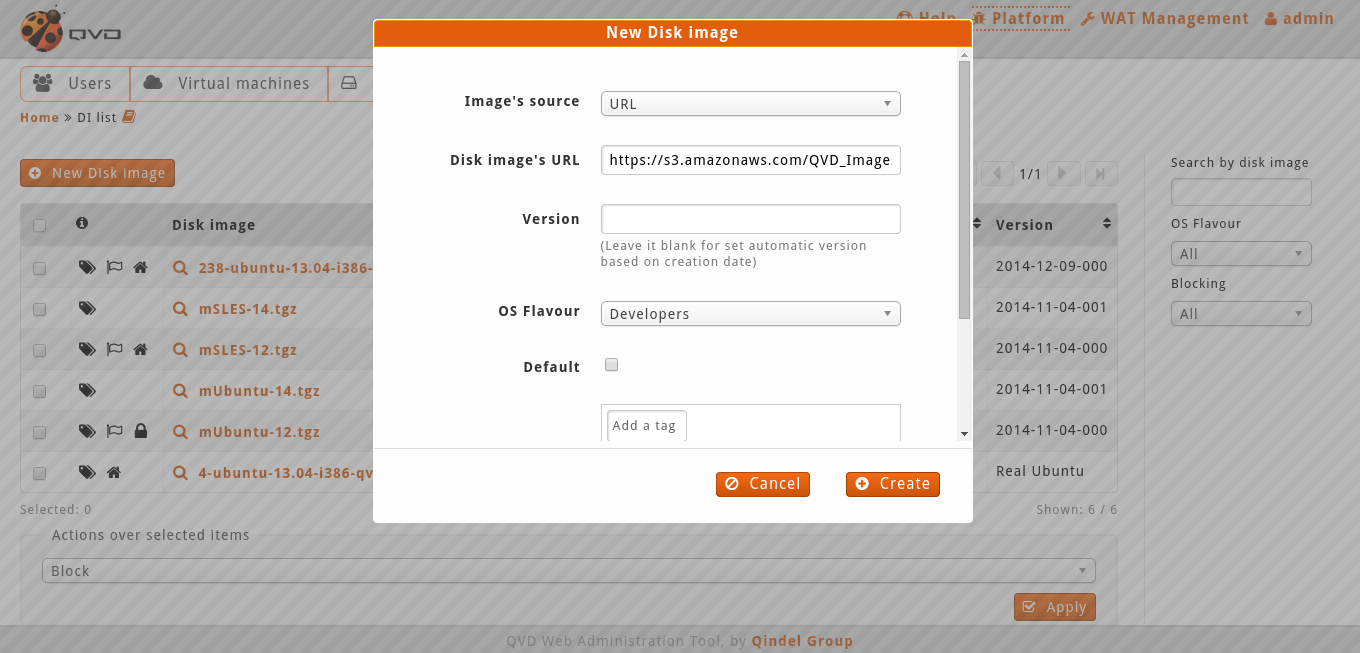 QVD
Help
Platform
WAT Management
admin
Users
Virtual machines
Home » DI list
New Disk image
1/1
Disk image
Version
238-ubuntu-13.04-i386-
2014-12-09-000
mSLES-14.tgz
2014-11-04-001
mSLES-12.tgz
2014-11-04-000
mUbuntu-14.tgz
2014-11-04-001
mUbuntu-12.tgz
2014-11-04-000
4-ubuntu-13.04-i386-qv
Real Ubuntu
Selected: 0
Shown: 6 / 6
Actions over selected items
Block
Apply
Search by disk image
OS Flavour
All
Blocking
All
New Disk image
Image's source
URL
Disk image's URL
https://s3.amazonaws.com/QVD_Image
Version
(Leave it blank for set automatic version
based on creation date)
OS Flavour
Developers
Default
Add a tag
Cancel
Create
QVD Web Administration Tool, by Qindel Group